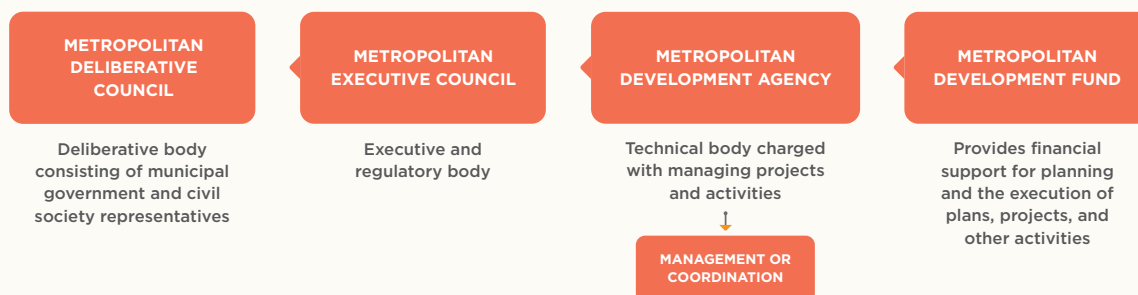 METROPOLITAN
DELIBERATIVE
COUNCIL
Deliberative body
consisting of municipal
government and civil
society representatives
METROPOLITAN
EXECUTIVE COUNCIL
Executive and
regulatory body
METROPOLITAN
DEVELOPMENT AGENCY
Technical body charged
with managing projects
and activities
MANAGEMENT OR
COORDINATION
METROPOLITAN
DEVELOPMENT FUND
Provides financial
support for planning
and the execution of
plans, projects, and
other activities